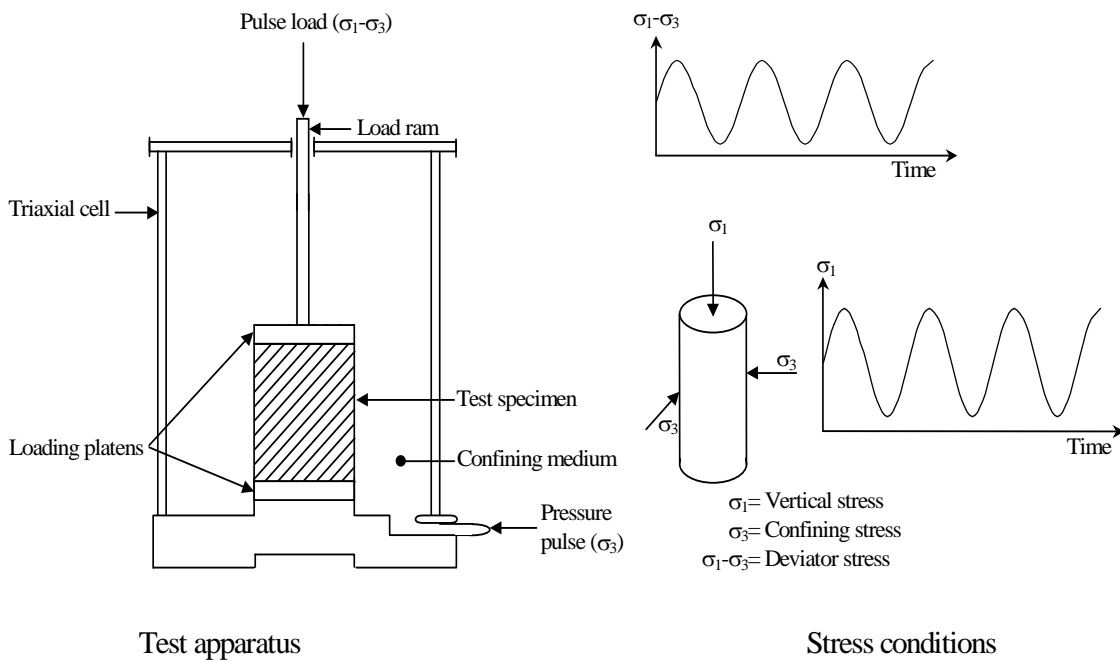 Pulse load (σ₁-σ₃)
Load ram
Triaxial cell
Test specimen
Loading platens
Confining medium
Pressure
pulse (σ₃)
Test apparatus
σ₁-σ₃
Time
σ₁
σ₃
σ₃
σ₁
Time
σ₁= Vertical stress
σ₃= Confining stress
σ₁-σ₃= Deviator stress
Stress conditions